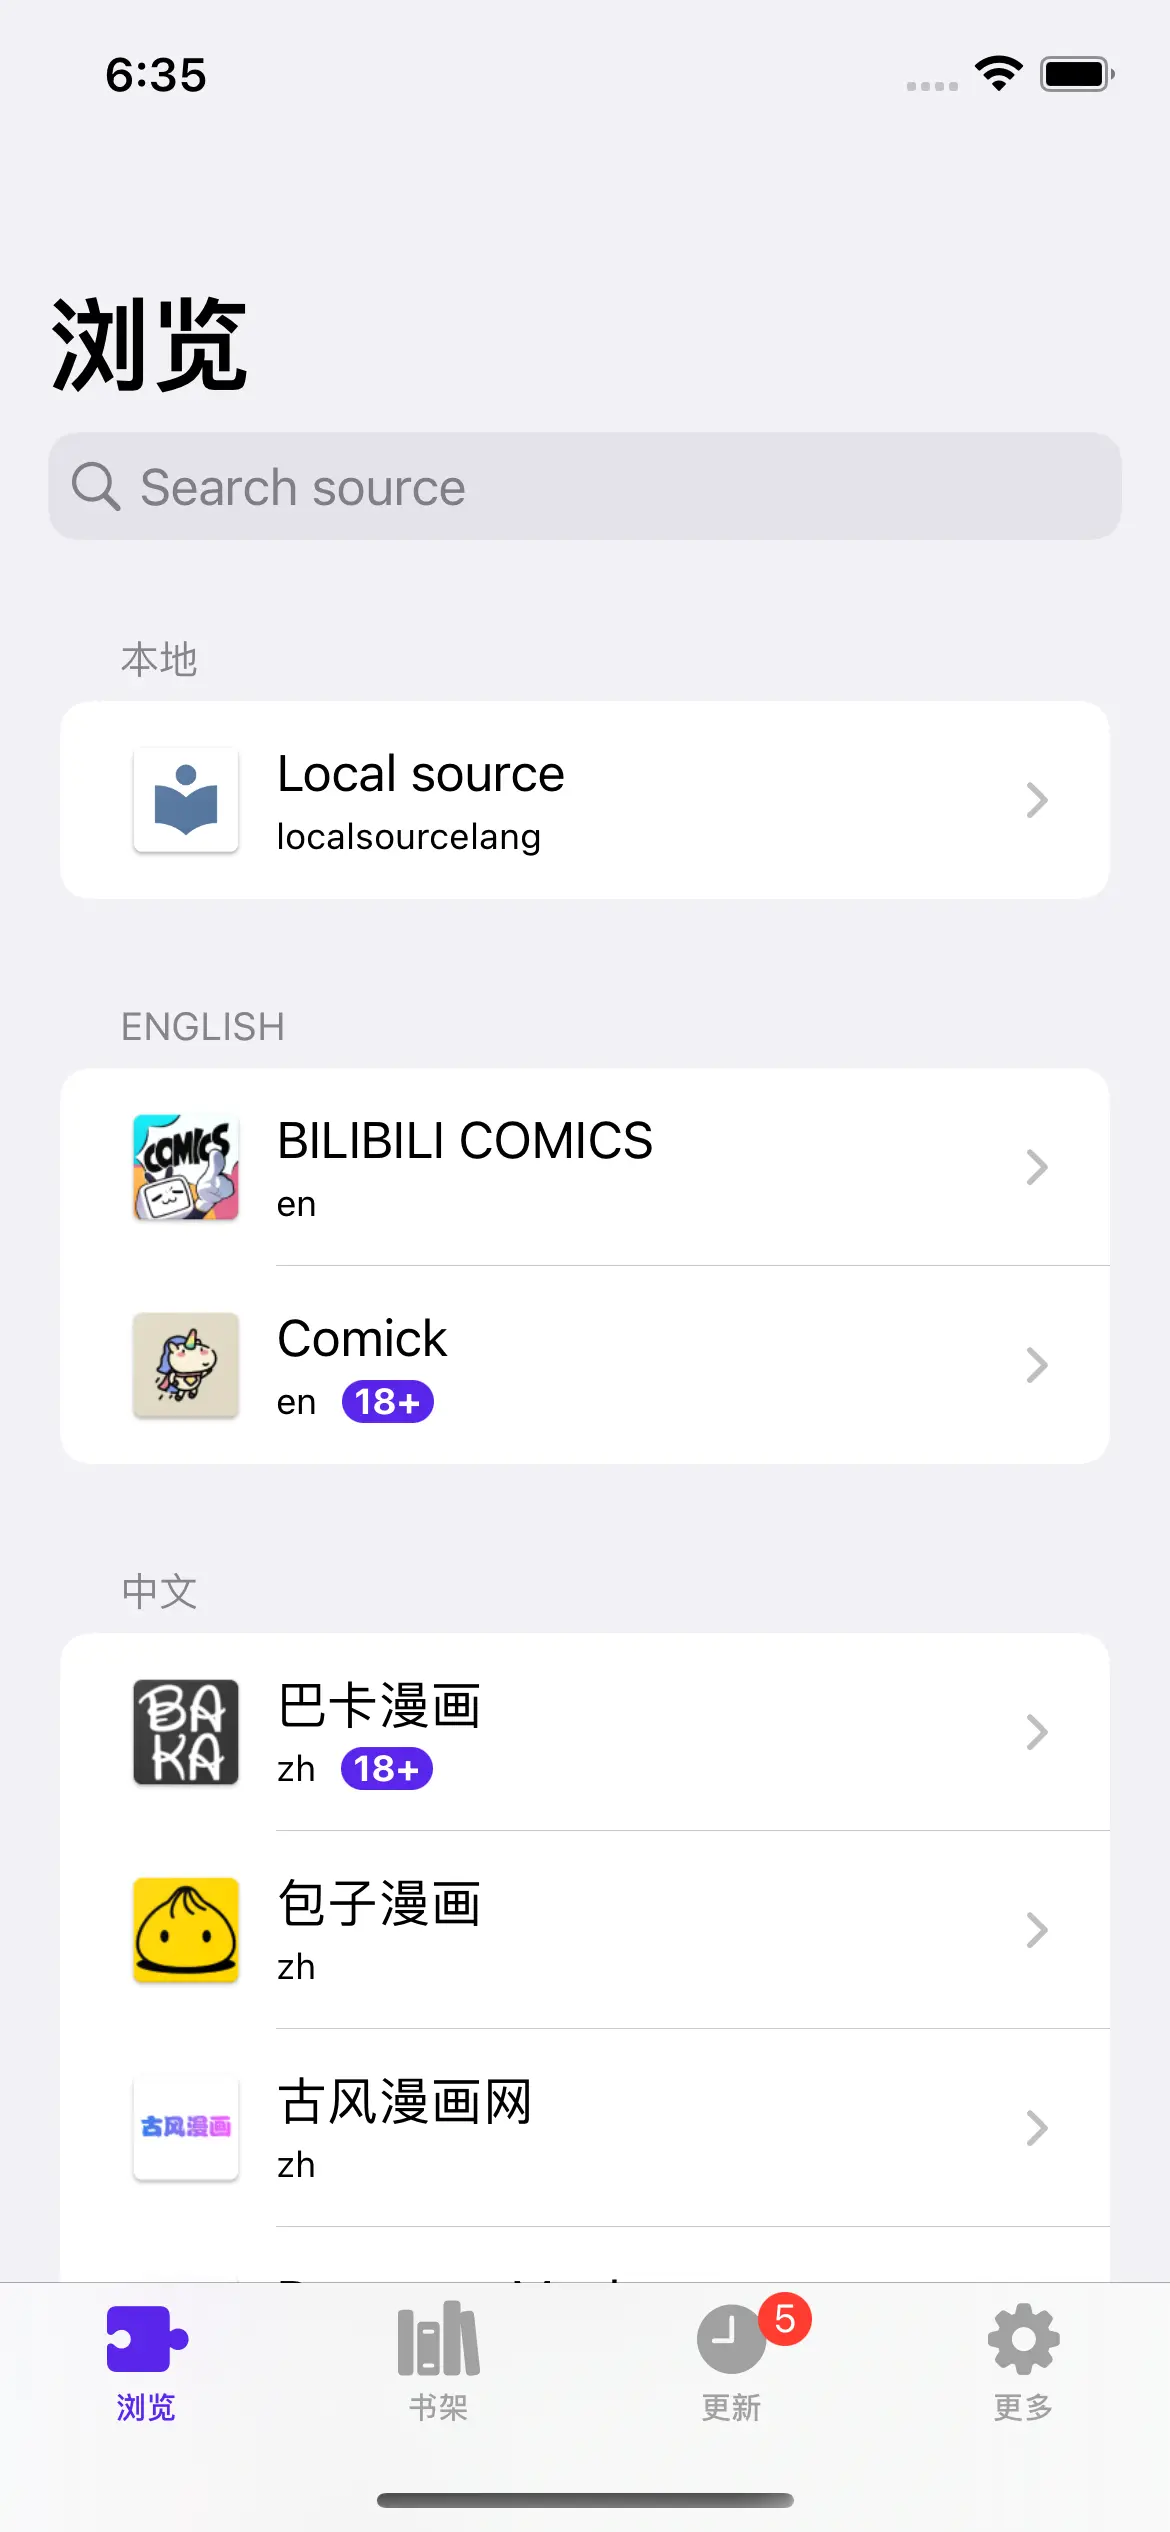 6:35
浏览
Search source
本地
Local source
localsourcelang
ENGLISH
COMICS
BILIBILI COMICS
en
Comick
en 18+
中文
BA
KA
巴卡漫画
zh 18+
包子漫画
zh
古风漫画
古风漫画网
zh
5
浏览
书架
更新
更多